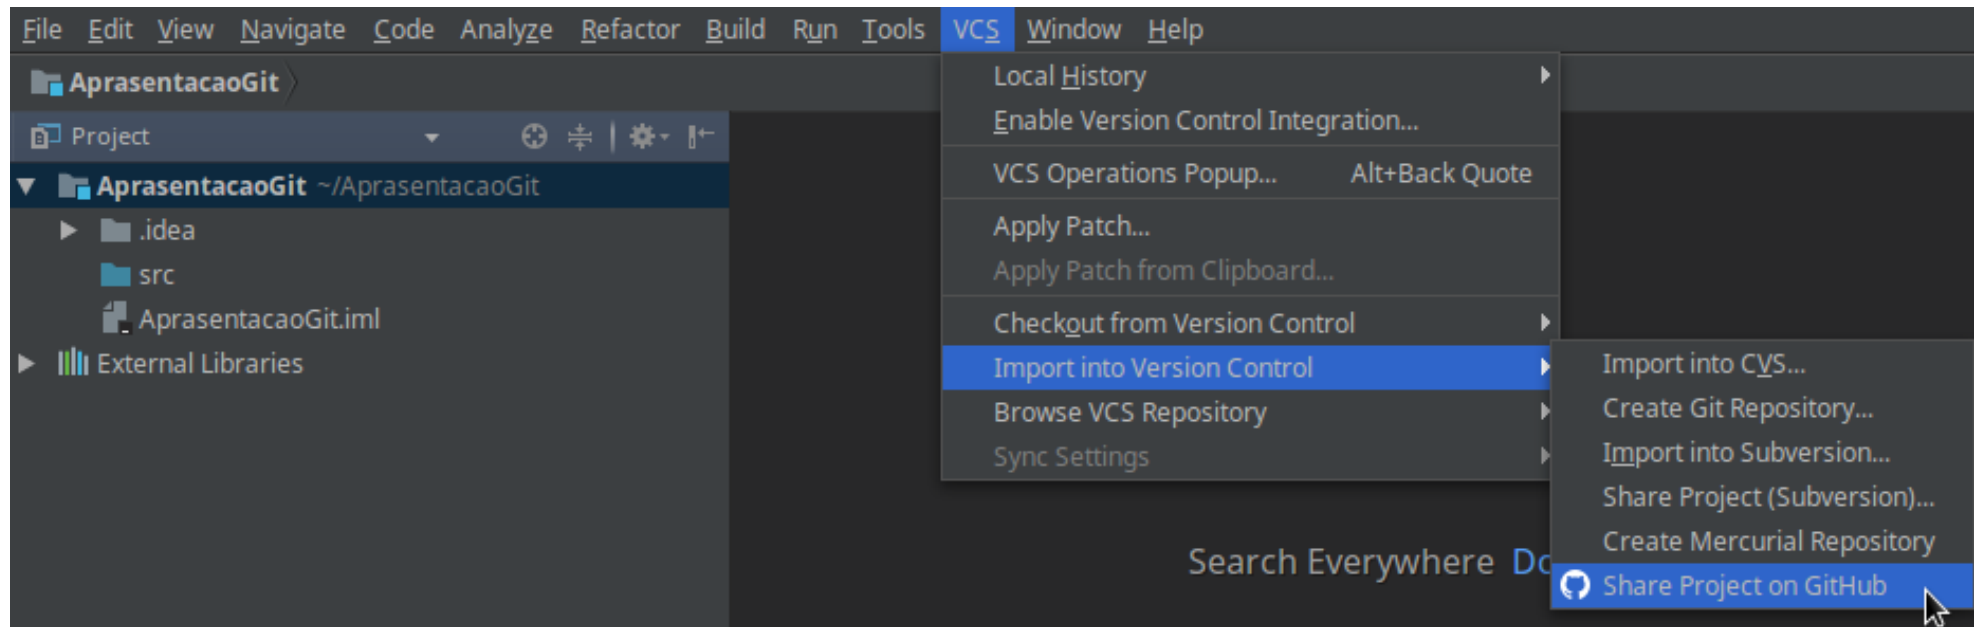 File Edit View Navigate Code Analyze Refactor Build Run Tools VCS Window Help
AprasentacaoGit
Project
AprasentacaoGit ~/AprasentacaoGit
.idea
src
AprasentacaoGit.iml
External Libraries
Local History
Enable Version Control Integration...
VCS Operations Popup... Alt+Back Quote
Apply Patch...
Apply Patch from Clipboard...
Checkout from Version Control
Import into Version Control
Browse VCS Repository
Sync Settings
Import into CVS...
Create Git Repository...
Import into Subversion...
Share Project (Subversion)...
Create Mercurial Repository
Share Project on GitHub
Search Everywhere